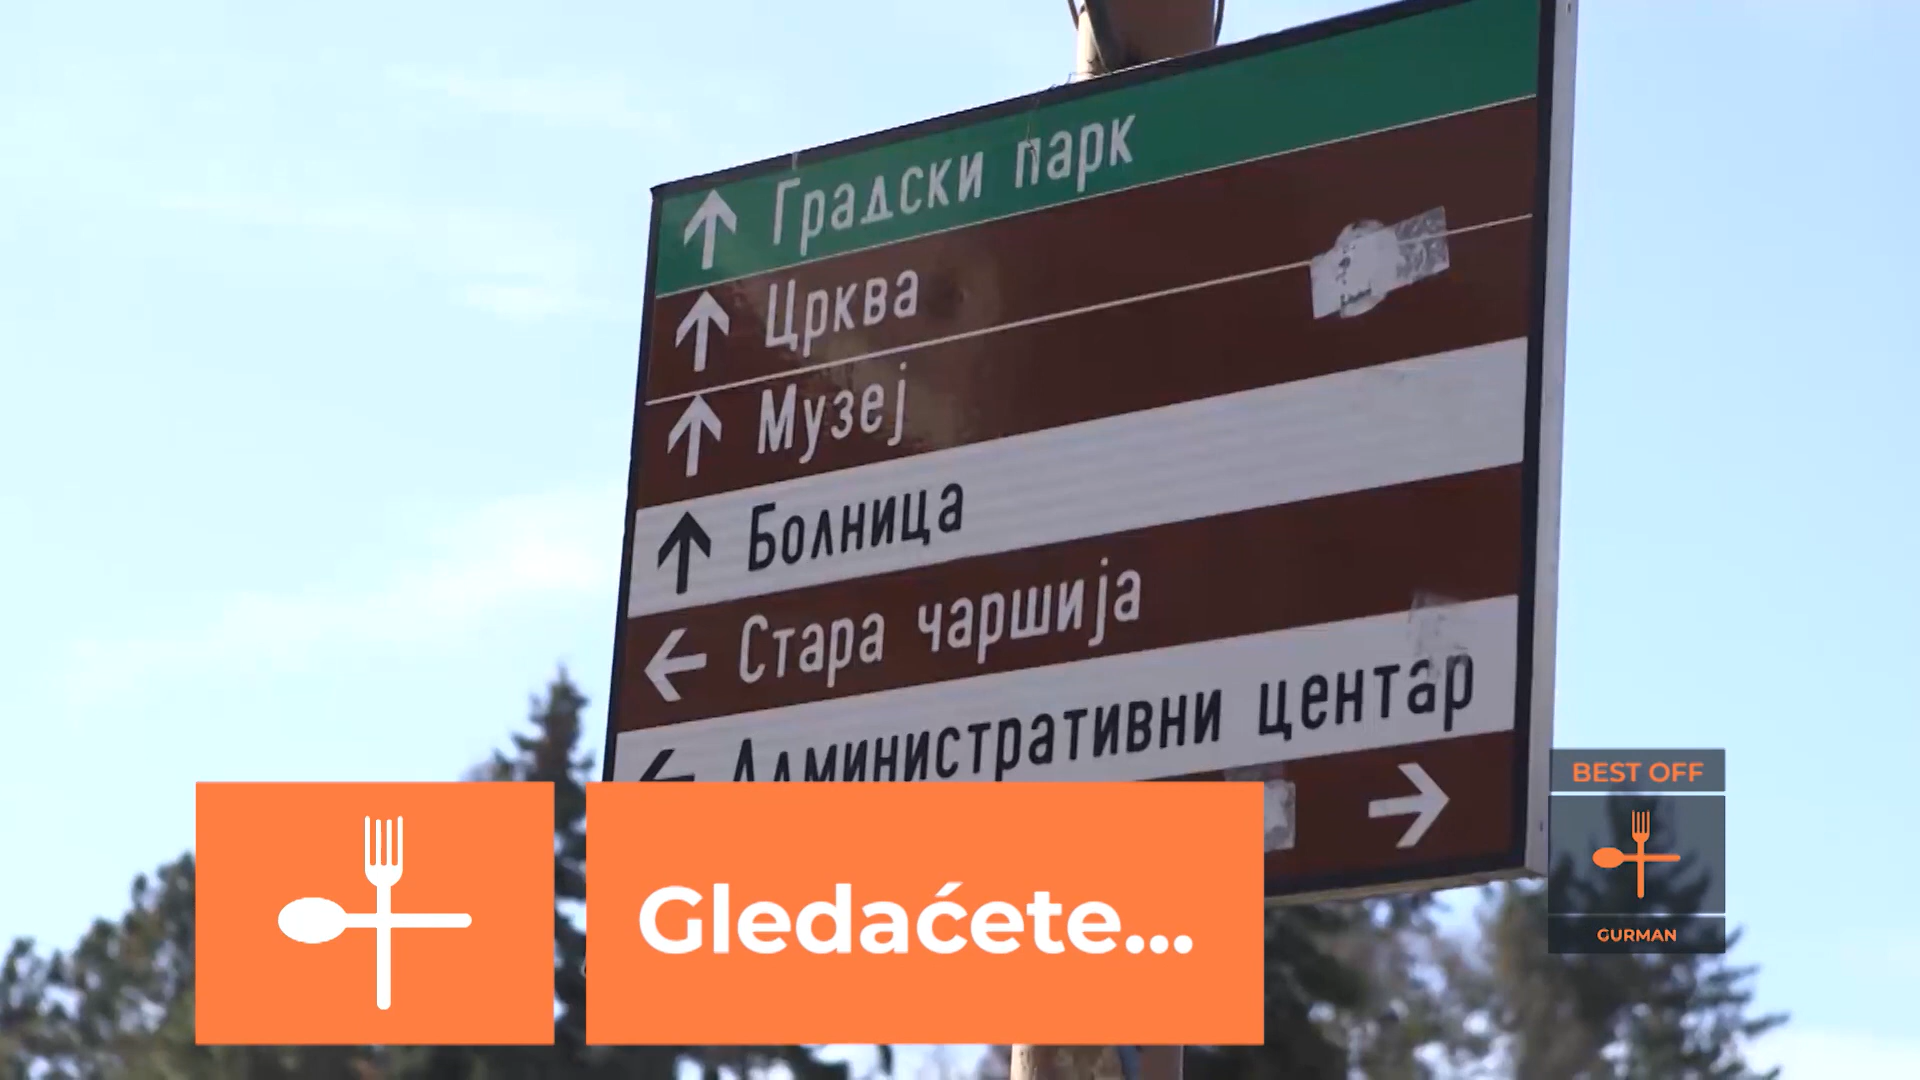 Градски парк
Црква
Музеј
Болница
Стара чаршија
Административни центар
Gledaćete...
BEST OFF
GURMAN